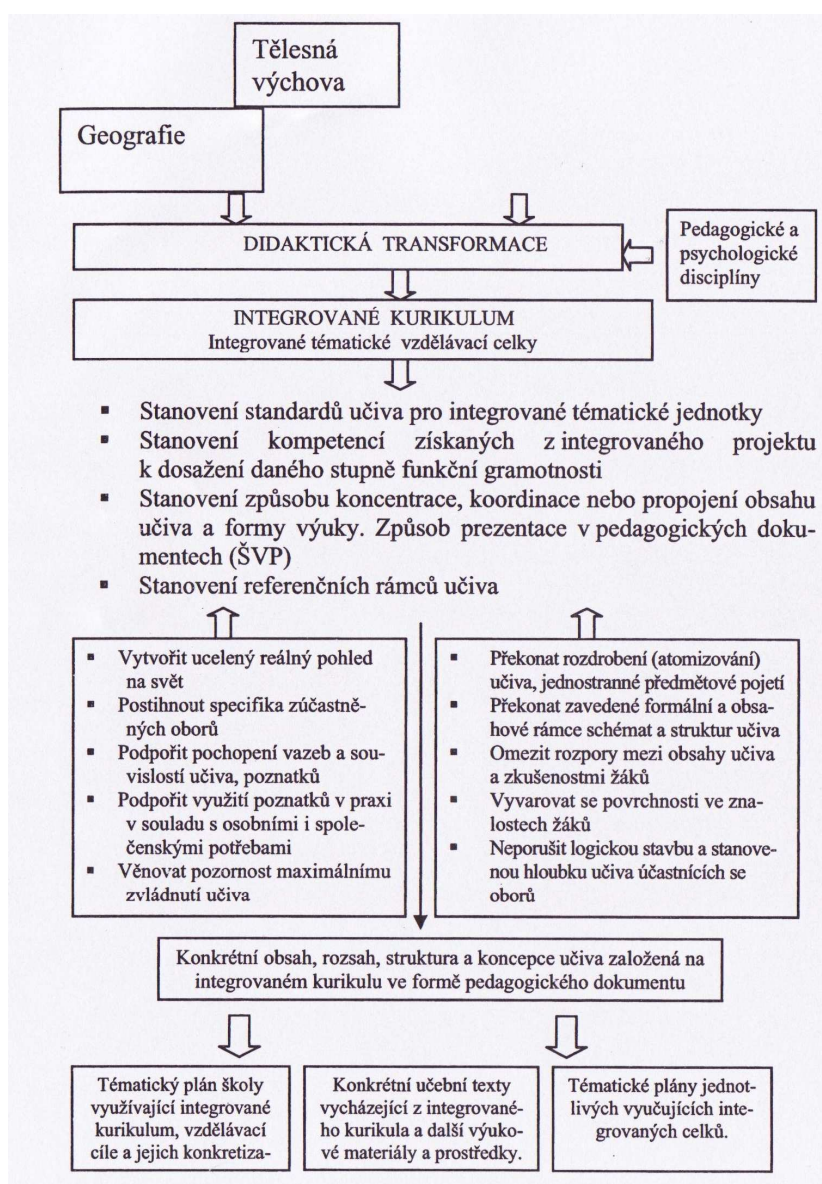 Tělesná
výchova
Geografie
DIDAKTICKÁ TRANSFORMACE
Pedagogické a
psychologické
disciplíny
INTEGROVANÉ KURIKULUM
Integrované tématické vzdělávací celky
▪ Stanovení standardů učiva pro integrované tématické jednotky
▪ Stanovení kompetencí získaných z integrovaného projektu
k dosažení daného stupně funkční gramotnosti
▪ Stanovení způsobu koncentrace, koordinace nebo propojení obsahu
učiva a formy výuky. Způsob prezentace v pedagogických doku-
mentech (ŠVP)
▪ Stanovení referenčních rámců učiva
▪ Vytvořit ucelený reálný pohled
na svět
▪ Postihnout specifika zúčastně-
ných oborů
▪ Podpořit pochopení vazeb a sou-
vislostí učiva, poznatků
▪ Podpořit využití poznatků v praxi
v souladu s osobními i spole-
čenskými potřebami
▪ Věnovat pozornost maximálnímu
zvládnutí učiva
▪ Překonat rozdrobení (atomizování)
učiva, jednostranné předmětové pojetí
▪ Překonat zavedené formální a obsa-
hové rámce schémat a struktur učiva
▪ Omezit rozpory mezi obsahy učiva
a zkušenostmi žáků
▪ Vyvarovat se povrchnosti ve zna-
lostech žáků
▪ Neporušit logickou stavbu a stanove-
nou hloubku učiva účastnících se
oborů
Konkrétní obsah, rozsah, struktura a koncepce učiva založená na
integrovaném kurikulu ve formě pedagogického dokumentu
Tématický plán školy
využívající integrované
kurikulum, vzdělávací
cíle a jejich konkretiza-
Konkrétní učební texty
vycházející z integrované-
ho kurikula a další výuko-
vé materiály a prostředky.
Tématické plány jednot-
livých vyučujících inte-
grovaných celků.